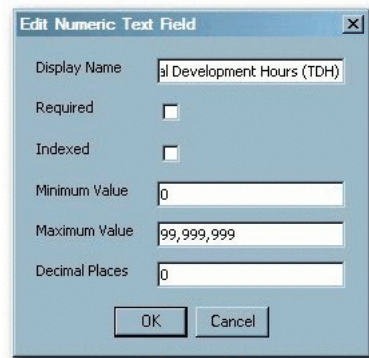 Edit Numeric Text Field
Display Name al Development Hours (TDH)
Required
Indexed
Minimum Value 0
Maximum Value 99,999,999
Decimal Places 0
OK Cancel